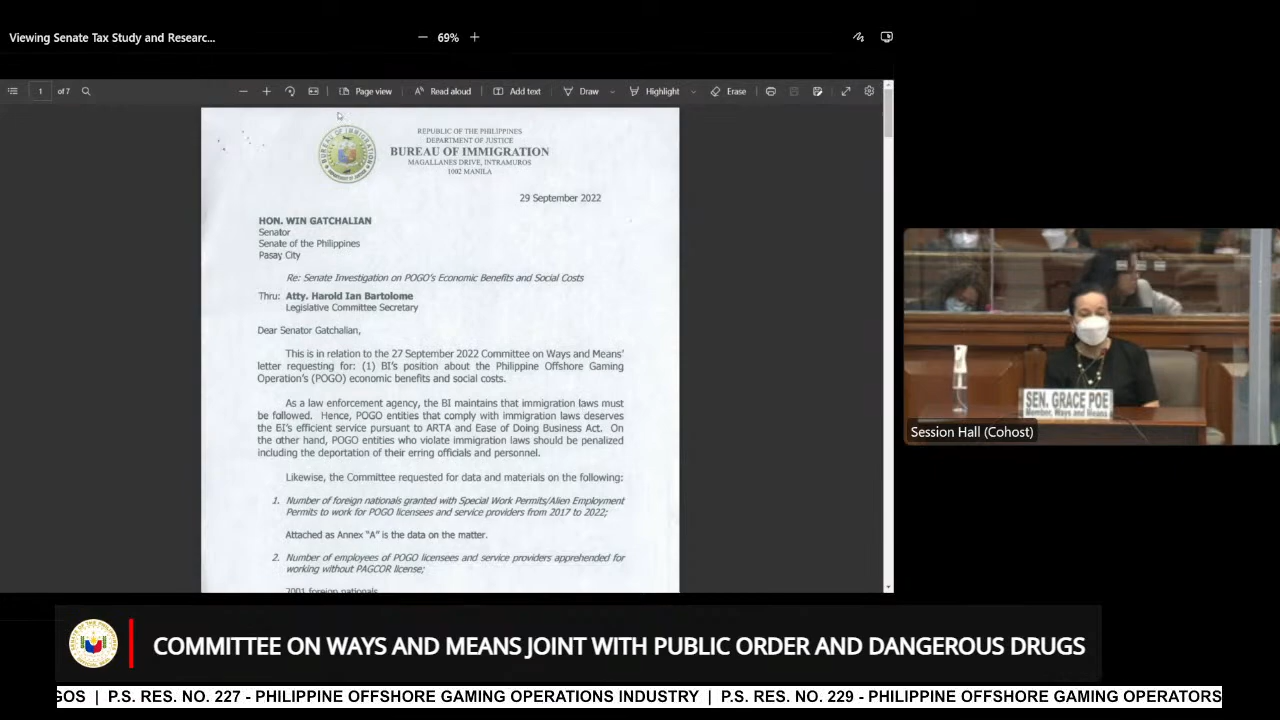 Viewing Senate Tax Study and Researc...
69%
1 of 7
Page view
Read aloud
Add text
Draw
Highlight
Erase
BUREAU OF IMMIGRATION
REPUBLIC OF THE PHILIPPINES
DEPARTMENT OF JUSTICE
BUREAU OF IMMIGRATION
MAGALLANES DRIVE, INTRAMUROS
1002 MANILA
29 September 2022
HON. WIN GATCHALIAN
Senator
Senate of the Philippines
Pasay City
Re: Senate Investigation on POGO's Economic Benefits and Social Costs
Thru: Atty. Harold Ian Bartolome
Legislative Committee Secretary
Dear Senator Gatchalian,
This is in relation to the 27 September 2022 Committee on Ways and Means'
letter requesting for: (1) BI's position about the Philippine Offshore Gaming
Operation's (POGO) economic benefits and social costs.
As a law enforcement agency, the BI maintains that immigration laws must
be followed. Hence, POGO entities that comply with immigration laws deserves
the BI's efficient service pursuant to ARTA and Ease of Doing Business Act. On
the other hand, POGO entities who violate immigration laws should be penalized
including the deportation of their erring officials and personnel.
Likewise, the Committee requested for data and materials on the following:
1. Number of foreign nationals granted with Special Work Permits/Alien Employment
Permits to work for POGO licensees and service providers from 2017 to 2022;
Attached as Annex "A" is the data on the matter.
2. Number of employees of POGO licensees and service providers apprehended for
working without PAGCOR license;
7001 foreign nationals
SEN. GRACE POE
Member, Ways and Means
Session Hall (Cohost)
COMMITTEE ON WAYS AND MEANS JOINT WITH PUBLIC ORDER AND DANGEROUS DRUGS
GOS | P.S. RES. NO. 227 - PHILIPPINE OFFSHORE GAMING OPERATIONS INDUSTRY | P.S. RES. NO. 229 - PHILIPPINE OFFSHORE GAMING OPERATORS